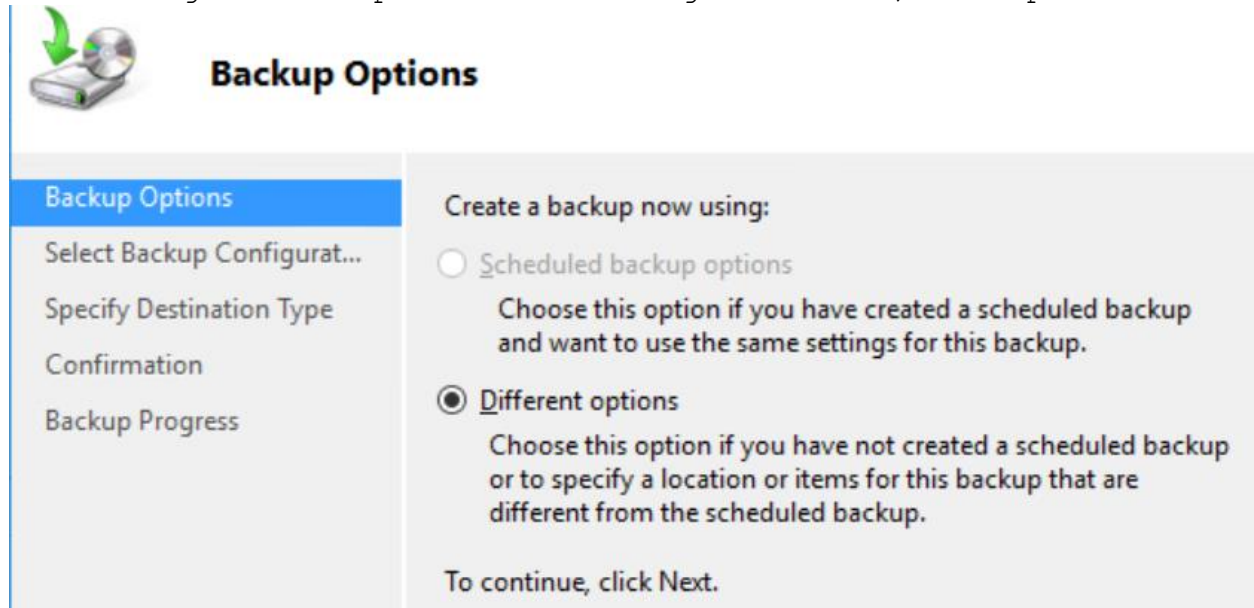 Backup Options
Backup Options
Select Backup Configurat...
Specify Destination Type
Confirmation
Backup Progress
Create a backup now using:
Scheduled backup options
Choose this option if you have created a scheduled backup
and want to use the same settings for this backup.
Different options
Choose this option if you have not created a scheduled backup
or to specify a location or items for this backup that are
different from the scheduled backup.
To continue, click Next.